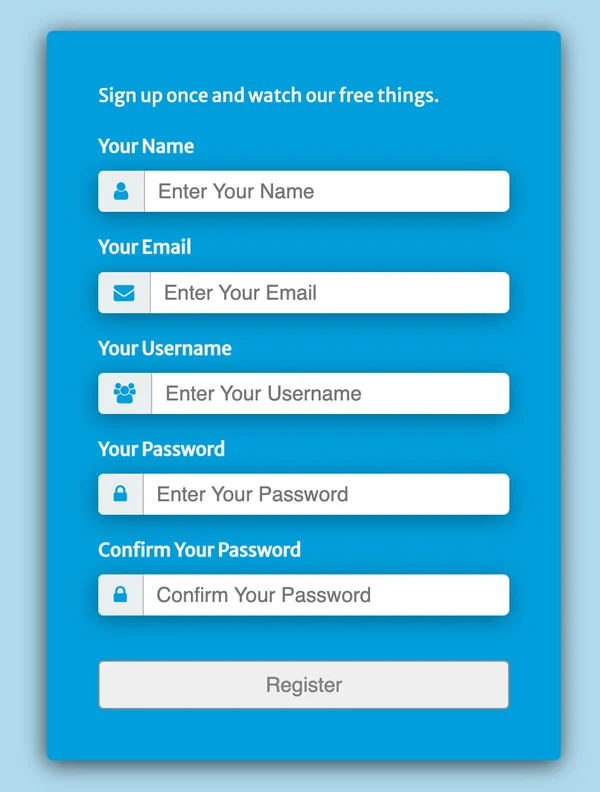 Sign up once and watch our free things.
Your Name
Enter Your Name
Your Email
Enter Your Email
Your Username
Enter Your Username
Your Password
Enter Your Password
Confirm Your Password
Confirm Your Password
Register